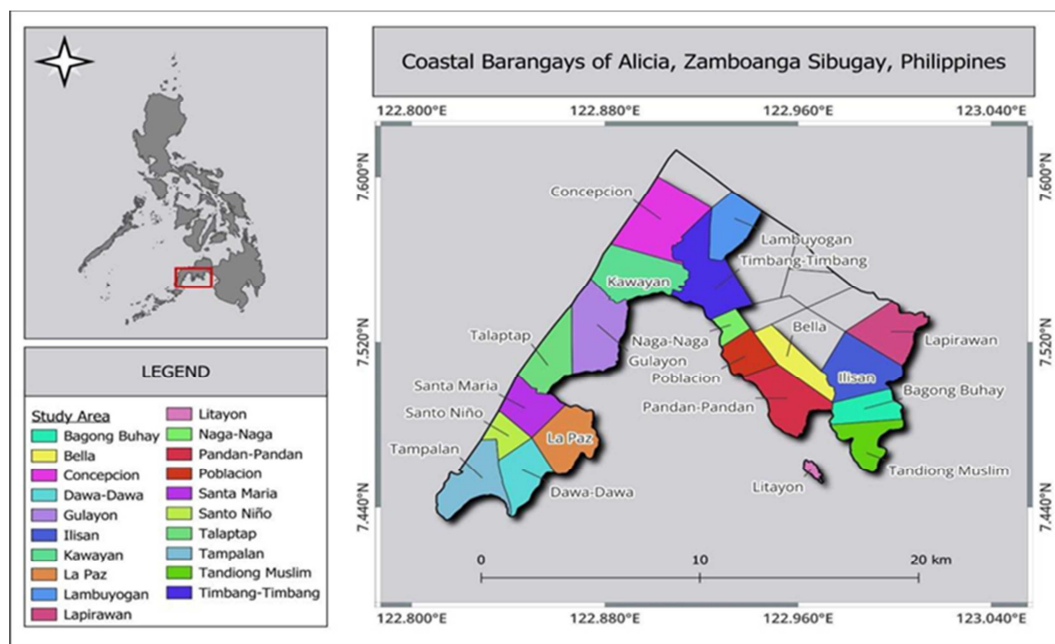 Coastal Barangays of Alicia, Zamboanga Sibugay, Philippines
122.800°E 122.880°E 122.960°E 123.040°E
7.600°N
7.600°N
7.520°N
7.520°N
7.440°N
7.440°N
Concepcion
Lambuyogan
Timbang-Timbang
Kawayan
Talaptap
Naga-Naga
Bella
Lapirawan
Gulayon
Poblacion
Ilisan
Santa Maria
Bagong Buhay
Pandan-Pandan
Santo Niño
La Paz
Tampalan
Tandiong Muslim
Litayon
Dawa-Dawa
0 10 20 km
122.800°E 122.880°E 122.960°E 123.040°E
LEGEND
Study Area
Bagong Buhay
Bella
Concepcion
Dawa-Dawa
Gulayon
Ilisan
Kawayan
La Paz
Lambuyogan
Lapirawan
Litayon
Naga-Naga
Pandan-Pandan
Poblacion
Santa Maria
Santo Niño
Talaptap
Tampalan
Tandiong Muslim
Timbang-Timbang